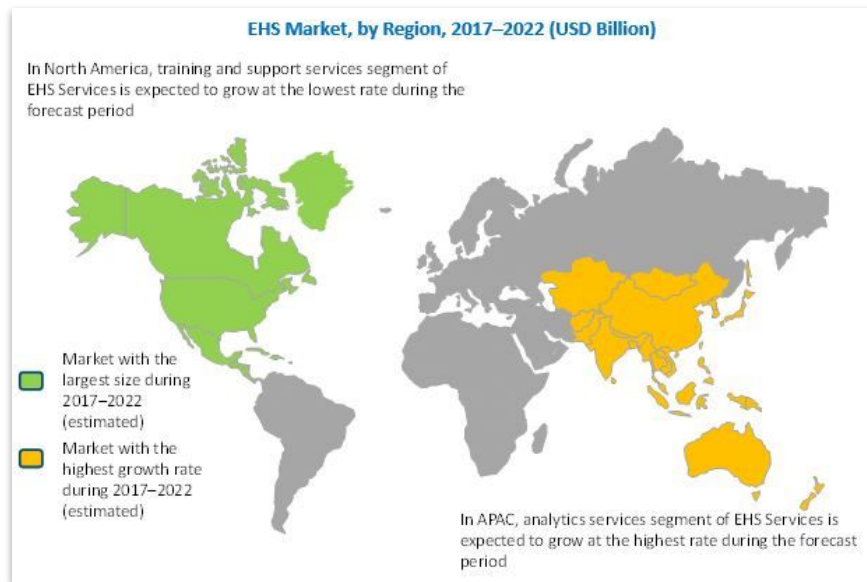 EHS Market, by Region, 2017–2022 (USD Billion)
In North America, training and support services segment of
EHS Services is expected to grow at the lowest rate during the
forecast period
Market with the
largest size during
2017–2022
(estimated)
Market with the
highest growth rate
during 2017–2022
(estimated)
In APAC, analytics services segment of EHS Services is
expected to grow at the highest rate during the forecast
period